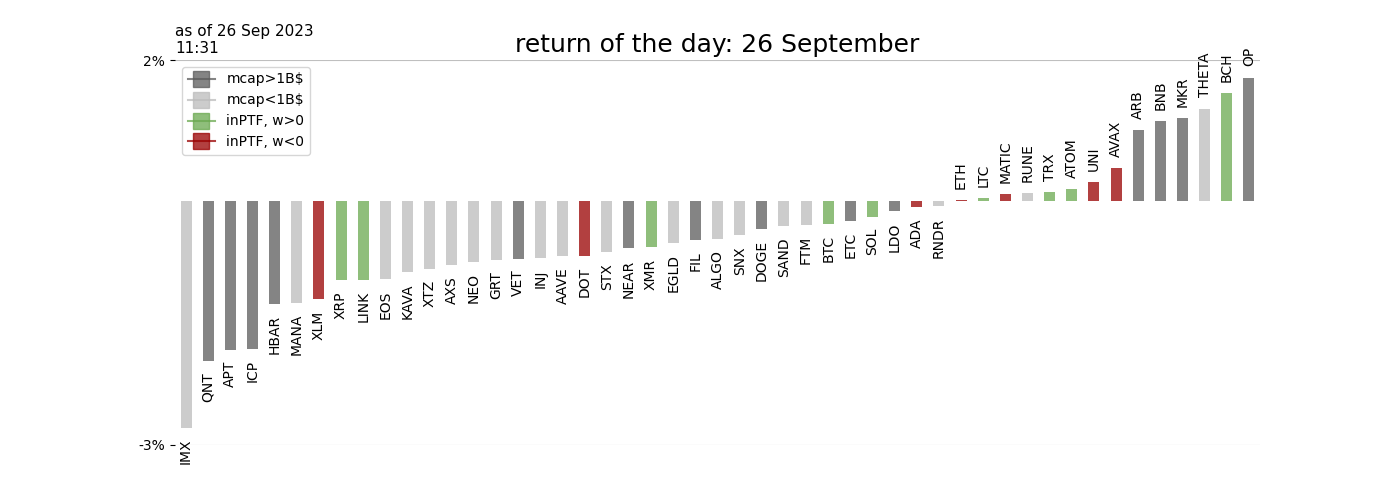 as of 26 Sep 2023
11:31
return of the day: 26 September
2%
mcap>1B$
mcap<1B$
inPTF, w>0
inPTF, w<0
-3%
IMX
QNT
APT
ICP
HBAR
MANA
XLM
XRP
LINK
EOS
KAVA
XTZ
AXS
NEO
GRT
VET
INJ
AAVE
DOT
STX
NEAR
XMR
EGLD
FIL
ALGO
SNX
DOGE
SAND
FTM
BTC
ETC
SOL
LDO
ADA
RNDR
ETH
LTC
MATIC
RUNE
TRX
ATOM
UNI
AVAX
ARB
BNB
MKR
THETA
BCH
OP